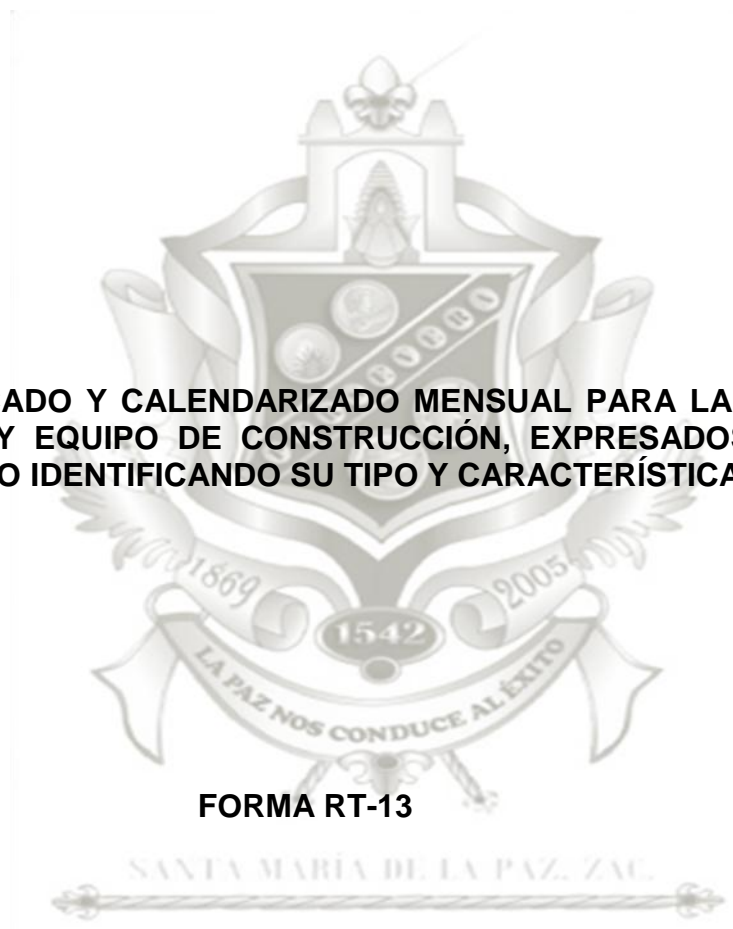 ADO Y CALENDARIZADO MENSUAL PARA LA
Y EQUIPO DE CONSTRUCCIÓN, EXPRESADOS
O IDENTIFICANDO SU TIPO Y CARACTERÍSTICA
1869
2005
1542
LA PAZ NOS CONDUCE AL ÉXITO
FORMA RT-13
SANTA MARÍA DE LA PAZ, ZAC.